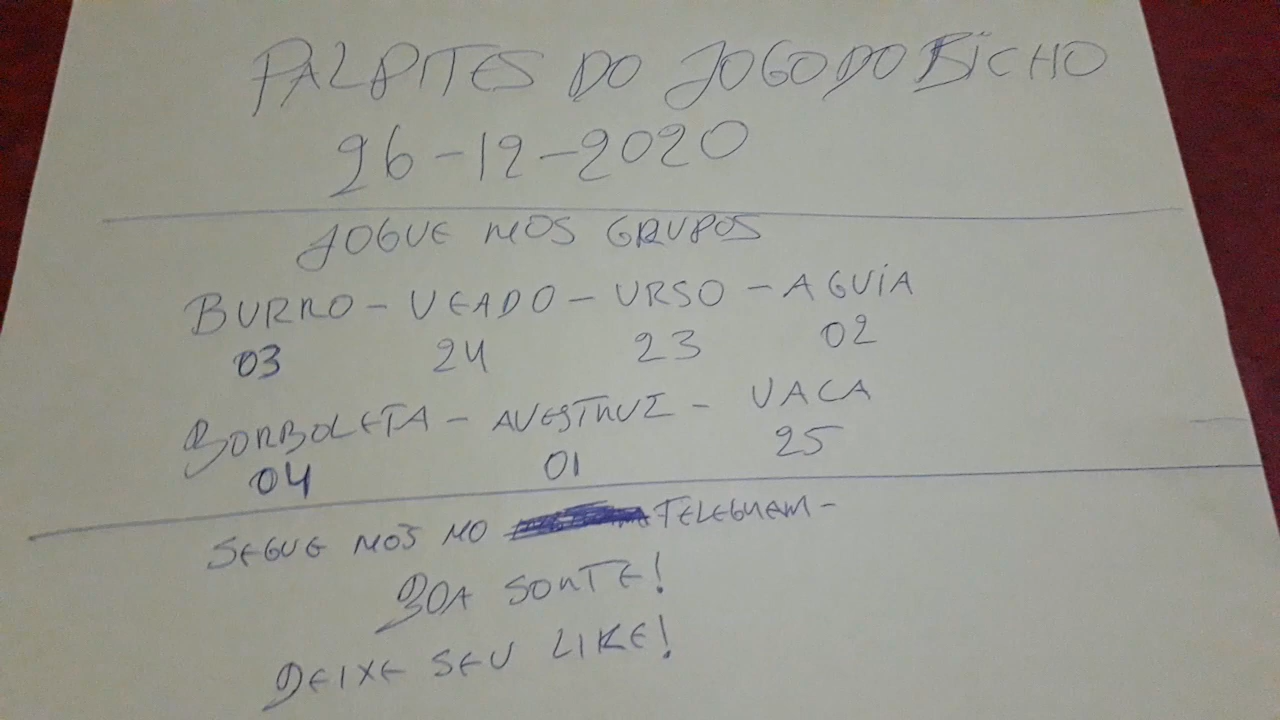 PALPITES DO JOGO DO BICHO
26-12-2020
JOGUE NOS GRUPOS
BURRO - VEADO - URSO - AGUIA
03 24 23 02
BORBOLETA - AVESTRUZ - VACA
04 01 25
SEGUE NOS NO TELEGRAM -
BOA SORTE!
DEIXE SEU LIKE!